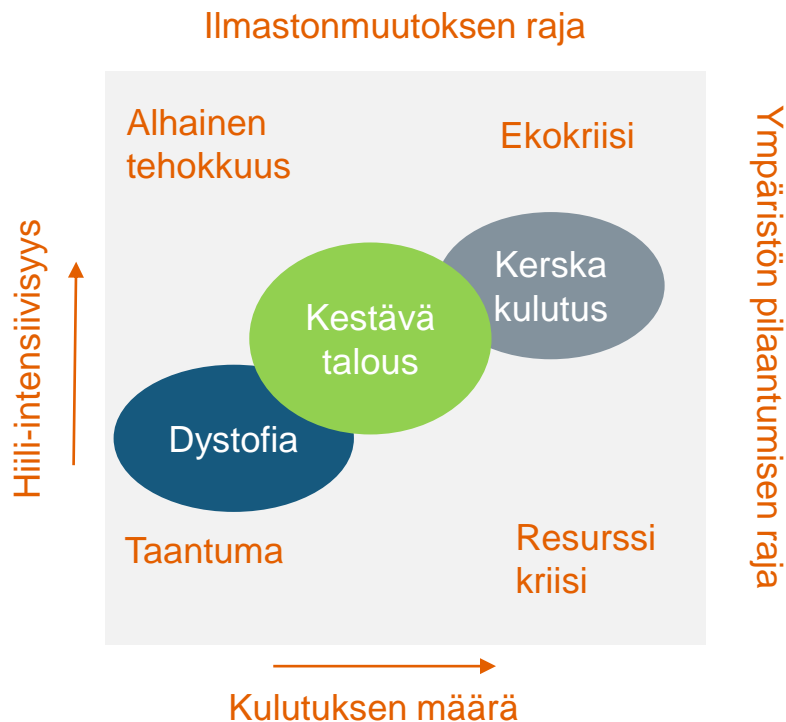 Ilmastonmuutoksen raja
Alhainen
tehokkuus
Ekokriisi
Ympäristön pilaantumisen raja
Hiili-intensiivisyys
Kerska
kulutus
Kestävä
talous
Dystofia
Taantuma
Resurssi
kriisi
Kulutuksen määrä